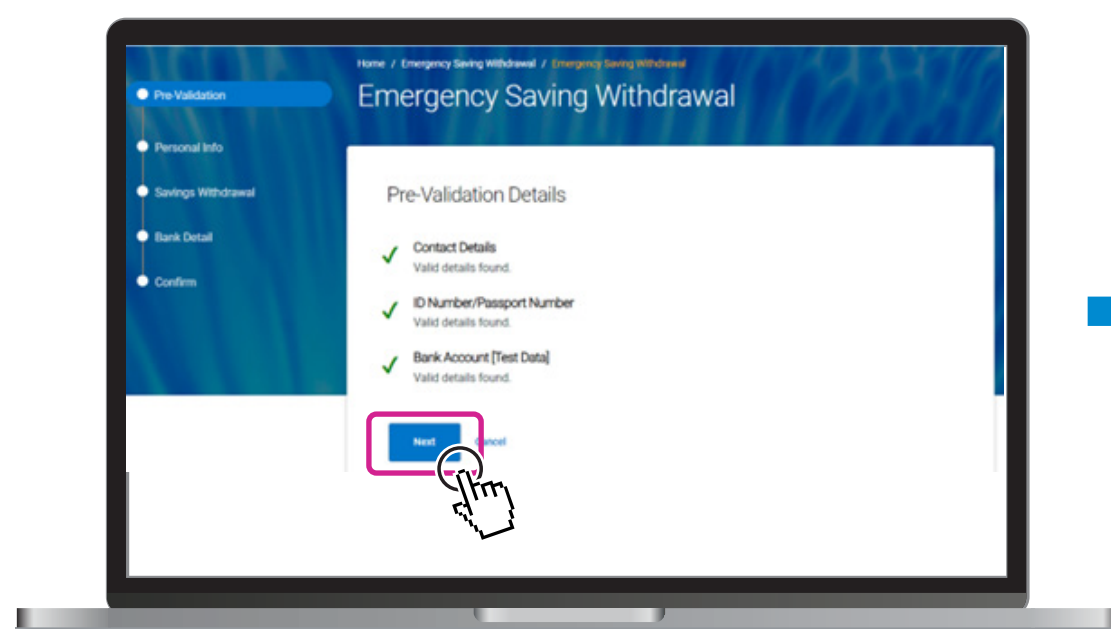 Home / Emergency Saving Withdrawal / Emergency Saving Withdrawal
Emergency Saving Withdrawal
Pre-Validation
Personal Info
Savings Withdrawal
Bank Detail
Confirm
Pre-Validation Details
Contact Details
Valid details found.
ID Number/Passport Number
Valid details found.
Bank Account [Test Data]
Valid details found.
Next Cancel